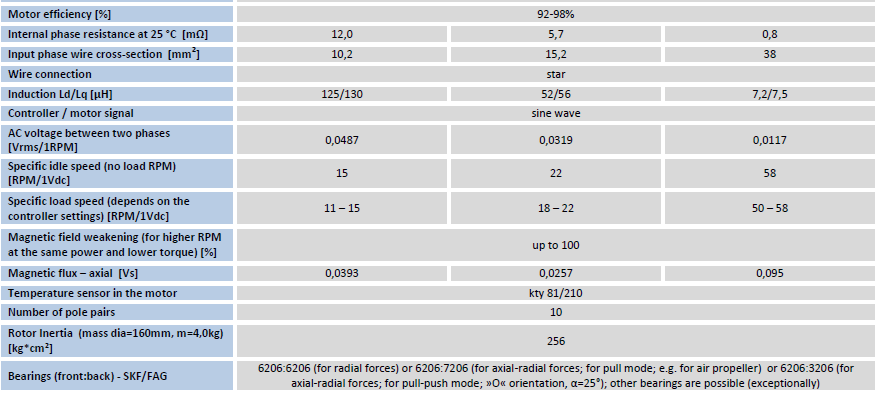 Motor efficiency [%] 92-98%
Internal phase resistance at 25 °C [mΩ] 12,0 5,7 0,8
Input phase wire cross-section [mm²] 10,2 15,2 38
Wire connection star
Induction Ld/Lq [µH] 125/130 52/56 7,2/7,5
Controller / motor signal sine wave
AC voltage between two phases
[Vrms/1RPM] 0,0487 0,0319 0,0117
Specific idle speed (no load RPM)
[RPM/1Vdc] 15 22 58
Specific load speed (depends on the
controller settings) [RPM/1Vdc] 11 – 15 18 – 22 50 – 58
Magnetic field weakening (for higher RPM
at the same power and lower torque) [%] up to 100
Magnetic flux – axial [Vs] 0,0393 0,0257 0,095
Temperature sensor in the motor kty 81/210
Number of pole pairs 10
Rotor Inertia (mass dia=160mm, m=4,0kg)
[kg*cm²] 256
Bearings (front:back) - SKF/FAG 6206:6206 (for radial forces) or 6206:7206 (for axial-radial forces; for pull mode; e.g. for air propeller) or 6206:3206 (for
axial-radial forces; for pull-push mode; »O« orientation, α=25°); other bearings are possible (exceptionally)